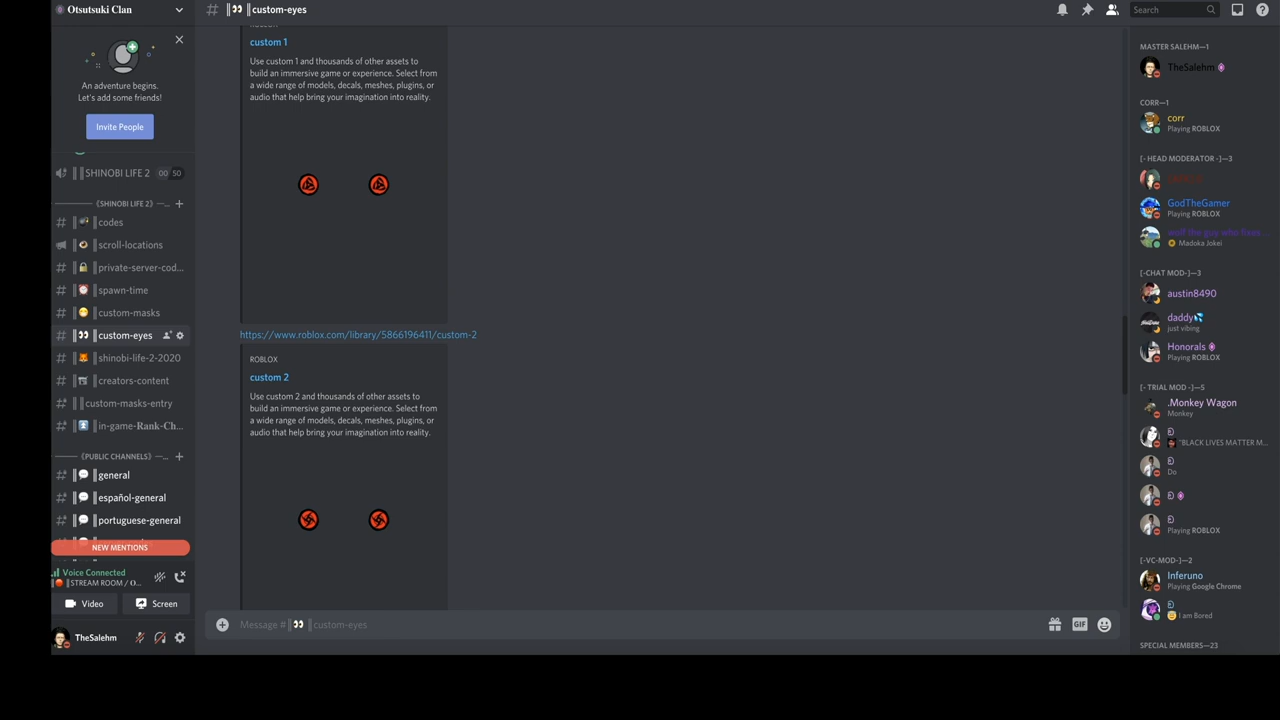 Otsutsuki Clan
An adventure begins.
Let's add some friends!
Invite People
SHINOBI LIFE 2 00 50
《SHINOBI LIFE 2》—...
codes
scroll-locations
private-server-cod...
spawn-time
custom-masks
custom-eyes
shinobi-life-2-2020
creators-content
custom-masks-entry
in-game-Rank-Ch...
《PUBLIC CHANNELS》—...
general
español-general
portuguese-general
NEW MENTIONS
Voice Connected
STREAM ROOM / O...
Video
Screen
TheSalehm
custom-eyes
custom 1
Use custom 1 and thousands of other assets to
build an immersive game or experience. Select from
a wide range of models, decals, meshes, plugins, or
audio that help bring your imagination into reality.
https://www.roblox.com/library/5866196411/custom-2
ROBLOX
custom 2
Use custom 2 and thousands of other assets to
build an immersive game or experience. Select from
a wide range of models, decals, meshes, plugins, or
audio that help bring your imagination into reality.
Message #
custom-eyes
GIF
Search
MASTER SALEHM—1
TheSalehm
CORR—1
corr
Playing ROBLOX
[- HEAD MODERATOR -]—3
GodTheGamer
Playing ROBLOX
wolf the guy who fixes ...
Madoka Jokei
[-CHAT MOD-]—3
austin8490
daddy
just vibing
Honorals
Playing ROBLOX
[- TRIAL MOD -]—5
.Monkey Wagon
Monkey
"BLACK LIVES MATTER M...
Do
Playing ROBLOX
[-VC-MOD-]—2
Inferuno
Playing Google Chrome
I am Bored
SPECIAL MEMBERS—23